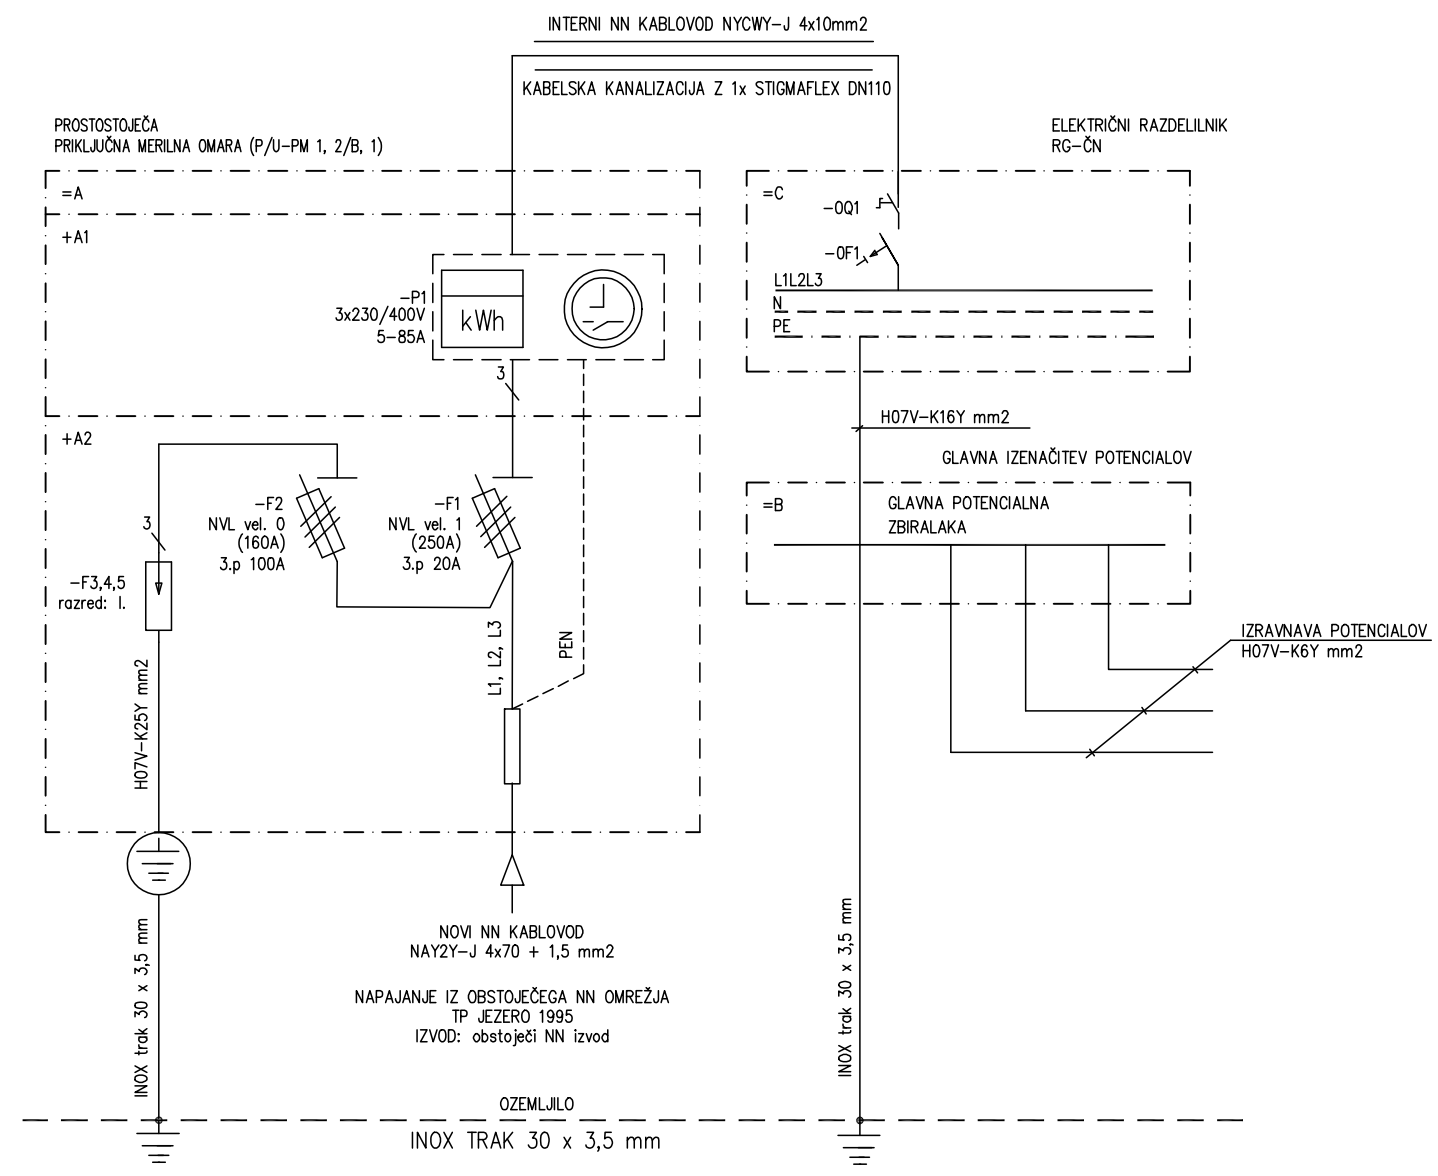 INTERNI NN KABLOVOD NYCWY-J 4x10mm2
KABELSKA KANALIZACIJA Z 1x STIGMAFLEX DN110
PROSTOSTOJEČA
PRIKLJUČNA MERILNA OMARA (P/U-PM 1, 2/B, 1)
ELEKTRIČNI RAZDELILNIK
RG-ČN
=A
+A1
-P1
3x230/400V
5-85A
kWh
3
=C
-0Q1
-0F1
L1L2L3
N
PE
H07V-K16Y mm2
+A2
-F2
NVL vel. 0
(160A)
3.p 100A
-F1
NVL vel. 1
(250A)
3.p 20A
3
-F3,4,5
razred: I.
H07V-K25Y mm2
L1, L2, L3
PEN
GLAVNA IZENAČITEV POTENCIALOV
=B
GLAVNA POTENCIALNA
ZBIRALAKA
IZRAVNAVA POTENCIALOV
H07V-K6Y mm2
NOVI NN KABLOVOD
NAY2Y-J 4x70 + 1,5 mm2
NAPAJANJE IZ OBSTOJEČEGA NN OMREŽJA
TP JEZERO 1995
IZVOD: obstoječi NN izvod
INOX trak 30 x 3,5 mm
INOX trak 30 x 3,5 mm
OZEMLJILO
INOX TRAK 30 x 3,5 mm